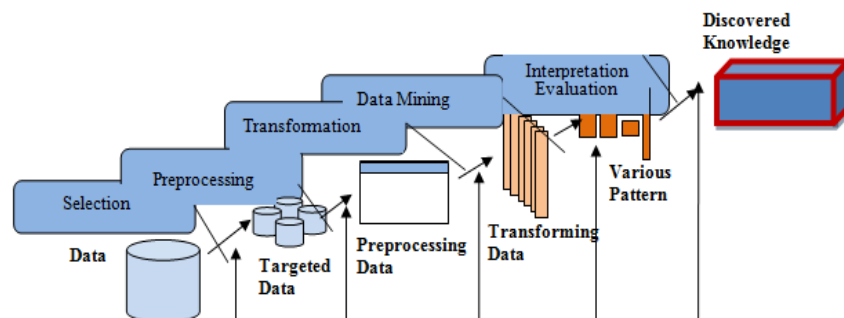 Discovered
Knowledge
Interpretation
Evaluation
Data Mining
Transformation
Preprocessing
Selection
Various
Pattern
Transforming
Data
Preprocessing
Data
Targeted
Data
Data